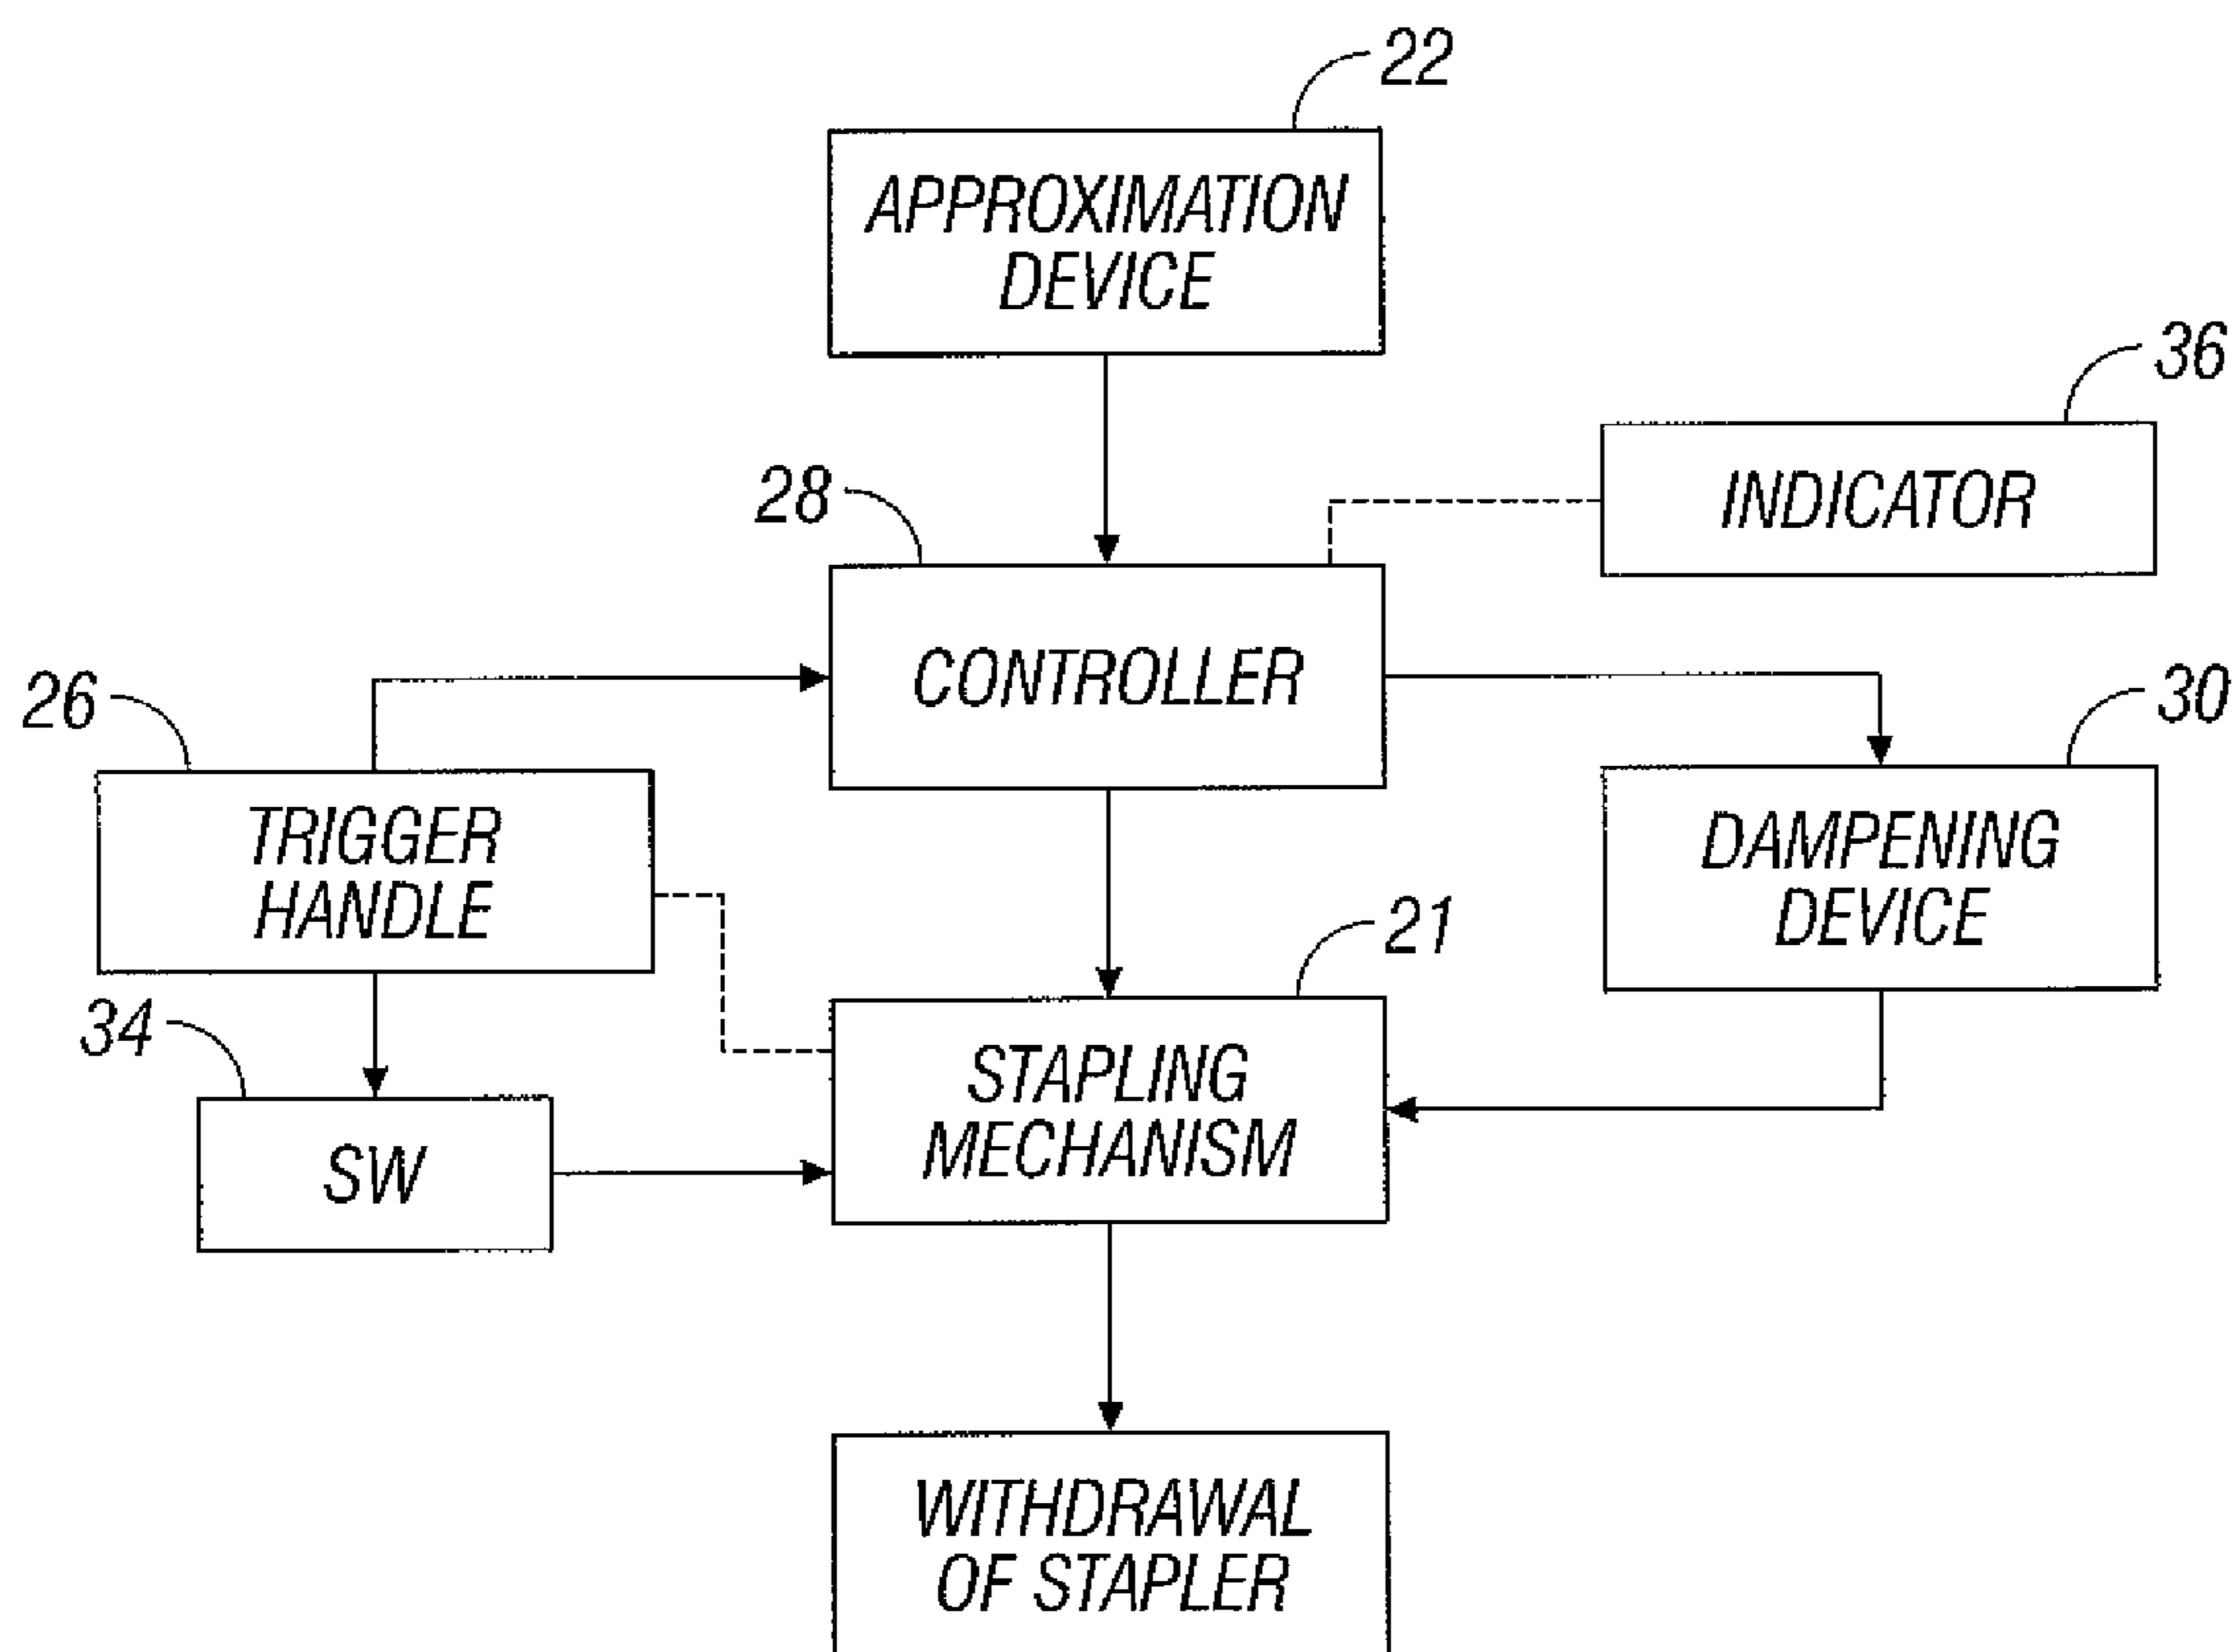 22
APPROXIMATION
DEVICE
36
INDICATOR
28
CONTROLLER
26
TRIGGER
HANDLE
30
DAMPENING
DEVICE
21
STAPLING
MECHANISM
34
SW
WITHDRAWAL
OF STAPLER